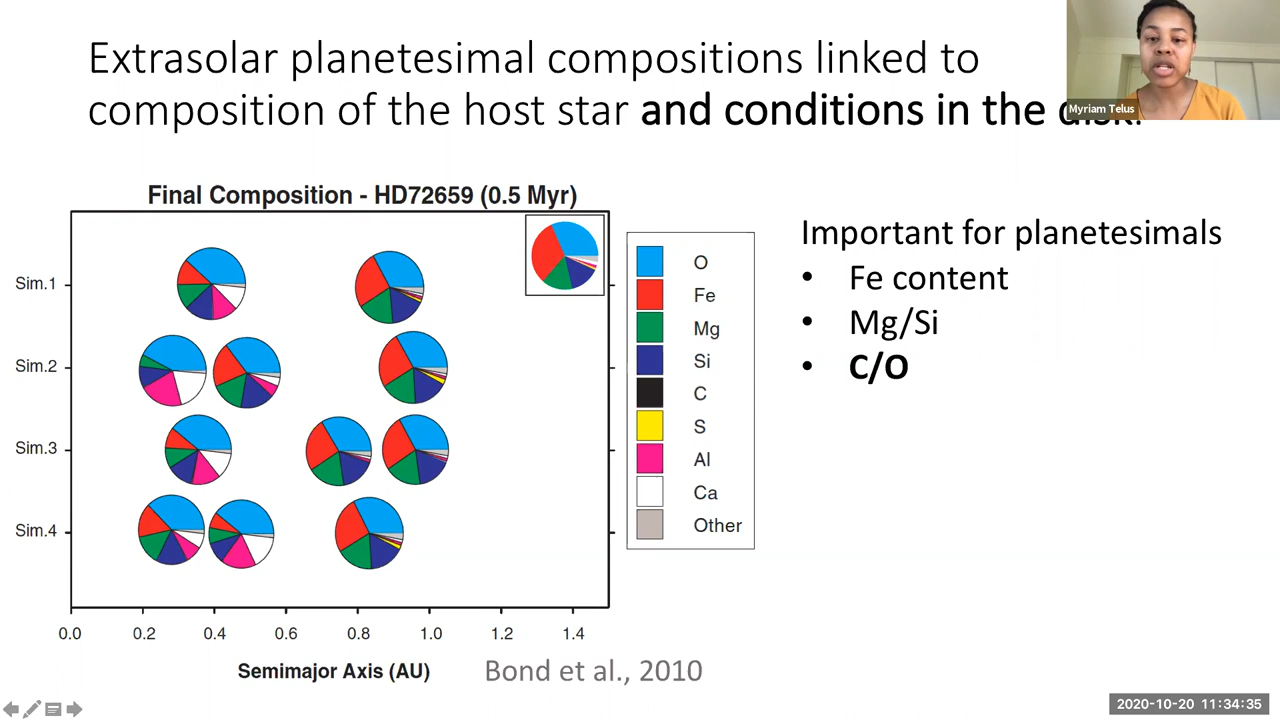 Extrasolar planetesimal compositions linked to
composition of the host star and conditions in the disk.
Myriam Telus
Final Composition - HD72659 (0.5 Myr)
Sim.1
Sim.2
Sim.3
Sim.4
0.0 0.2 0.4 0.6 0.8 1.0 1.2 1.4
Semimajor Axis (AU)
Bond et al., 2010
O
Fe
Mg
Si
C
S
Al
Ca
Other
Important for planetesimals
• Fe content
• Mg/Si
• C/O
2020-10-20 11:34:35